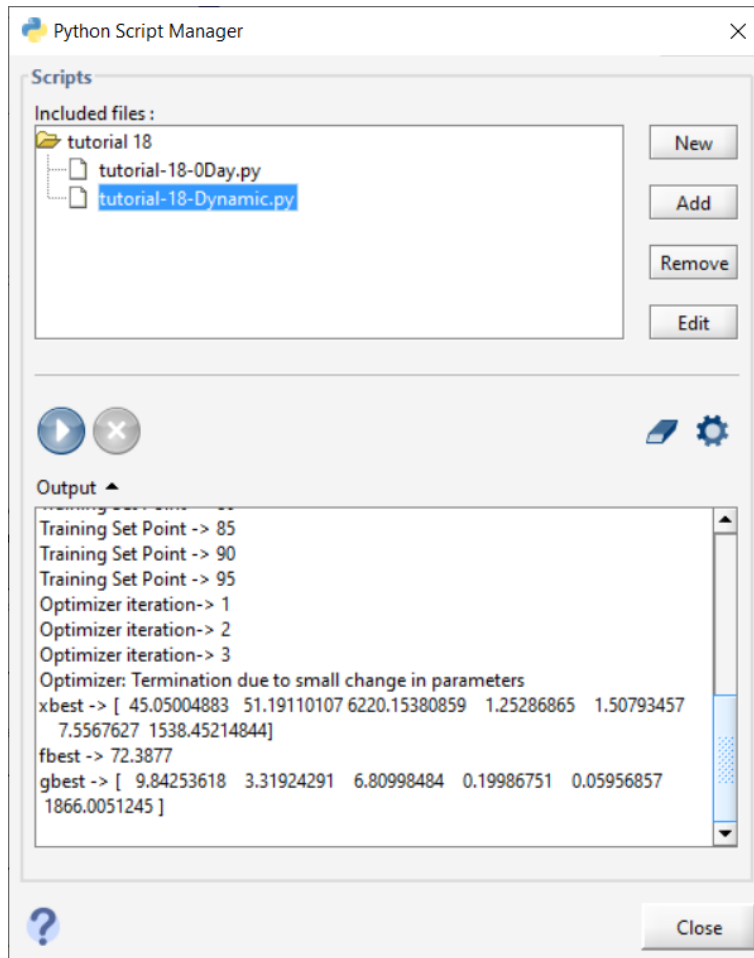 Python Script Manager
Scripts
Included files :
tutorial 18
tutorial-18-0Day.py
tutorial-18-Dynamic.py
New
Add
Remove
Edit
Output
Training Set Point -> 85
Training Set Point -> 90
Training Set Point -> 95
Optimizer iteration-> 1
Optimizer iteration-> 2
Optimizer iteration-> 3
Optimizer: Termination due to small change in parameters
xbest -> [ 45.05004883 51.19110107 6220.15380859 1.25286865 1.50793457
7.5567627 1538.45214844]
fbest -> 72.3877
gbest -> [ 9.84253618 3.31924291 6.80998484 0.19986751 0.05956857
1866.0051245 ]
?
Close